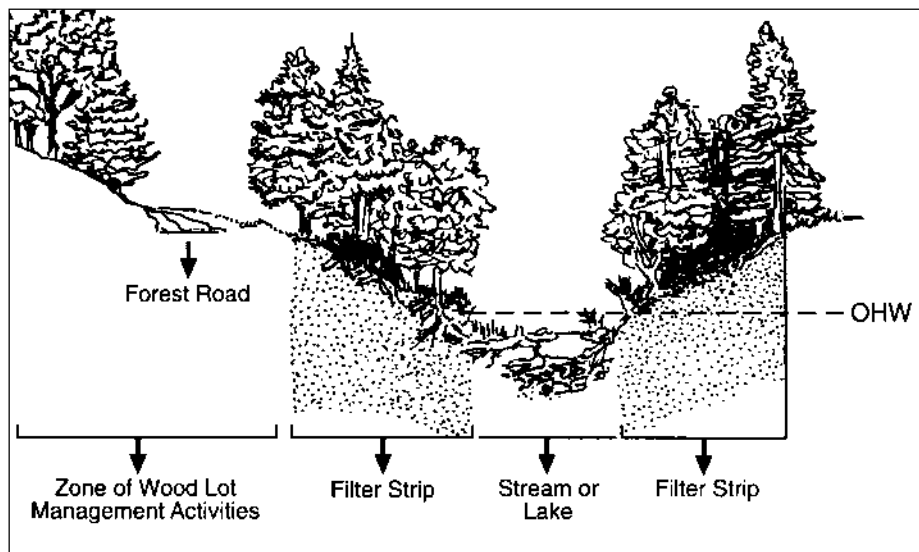 Forest Road
OHW
Zone of Wood Lot
Management Activities
Filter Strip
Stream or
Lake
Filter Strip